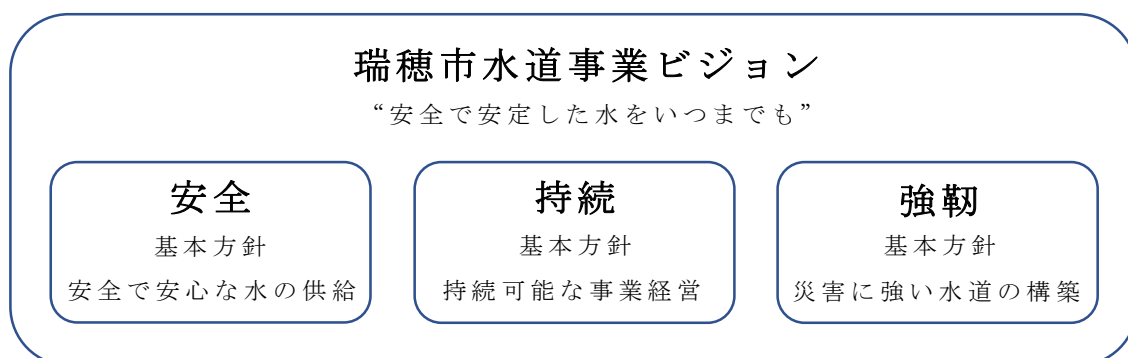 瑞穂市水道事業ビジョン
“安全で安定した水をいつまでも”
安全
基本方針
安全で安心な水の供給
持続
基本方針
持続可能な事業経営
強靭
基本方針
災害に強い水道の構築